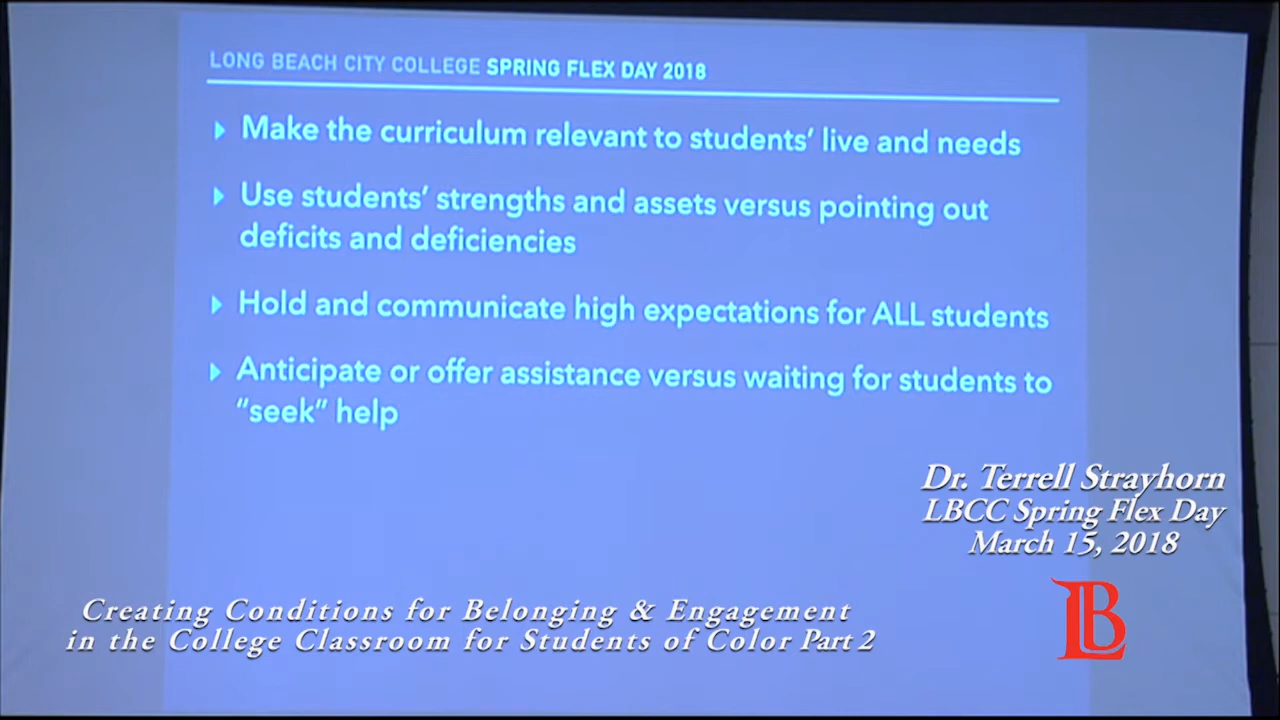 LONG BEACH CITY COLLEGE SPRING FLEX DAY 2018
Make the curriculum relevant to students’ live and needs
Use students’ strengths and assets versus pointing out
deficits and deficiencies
Hold and communicate high expectations for ALL students
Anticipate or offer assistance versus waiting for students to
“seek” help
Dr. Terrell Strayhorn
LBCC Spring Flex Day
March 15, 2018
Creating Conditions for Belonging & Engagement
in the College Classroom for Students of Color Part 2
LB